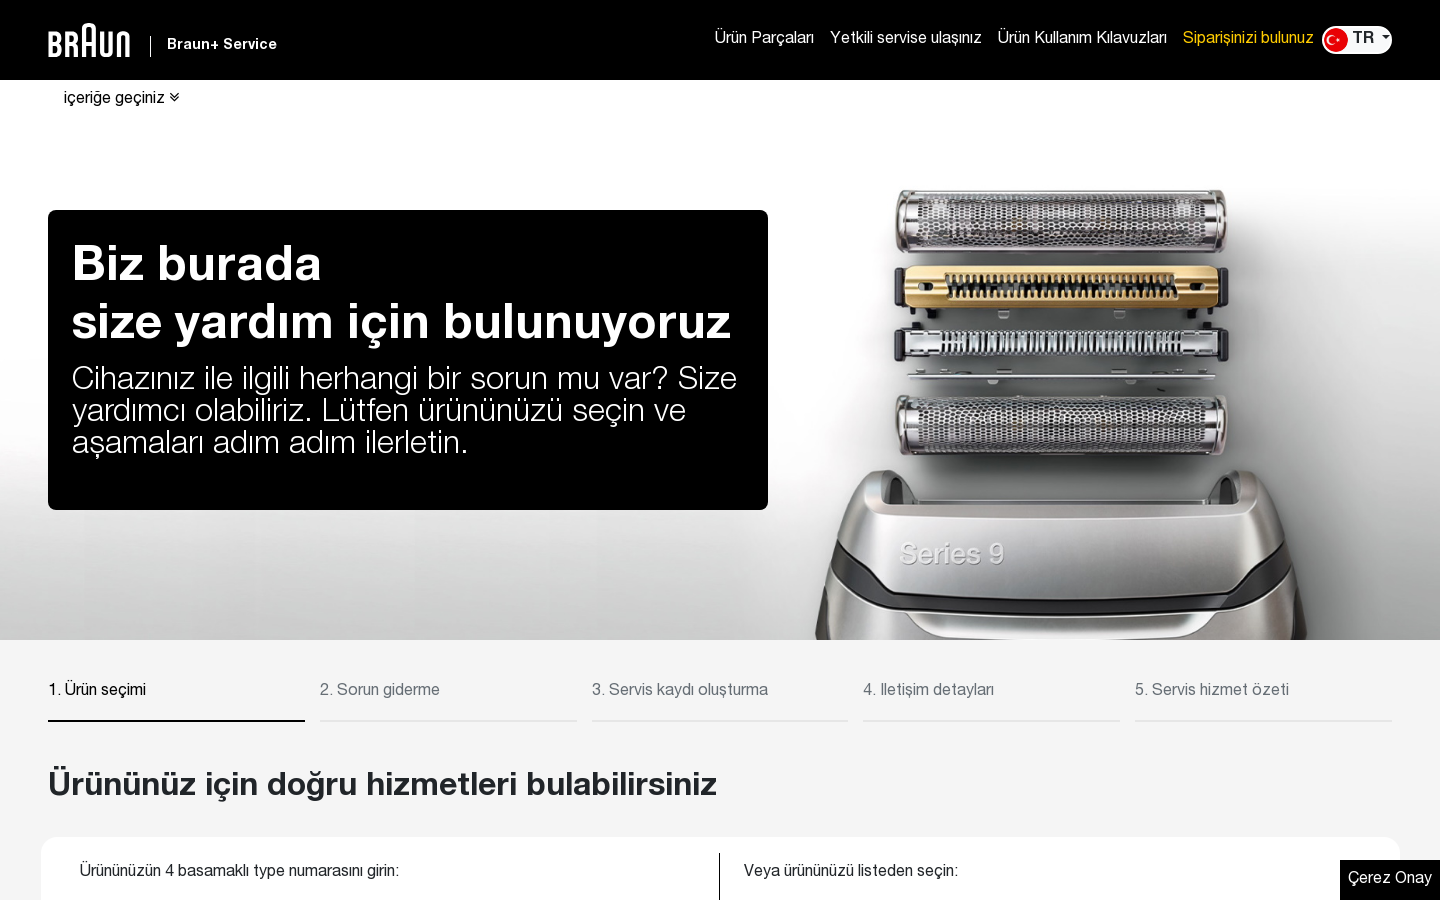 BRAUN
Braun+ Service
Ürün Parçaları
Yetkili servise ulaşınız
Ürün Kullanım Kılavuzları
Siparişinizi bulunuz
TR
içeriğe geçiniz
Biz burada
size yardım için bulunuyoruz
Cihazınız ile ilgili herhangi bir sorun mu var? Size
yardımcı olabiliriz. Lütfen ürününüzü seçin ve
aşamaları adım adım ilerletin.
Series 9
1. Ürün seçimi
2. Sorun giderme
3. Servis kaydı oluşturma
4. Iletişim detayları
5. Servis hizmet özeti
Ürününüz için doğru hizmetleri bulabilirsiniz
Ürününüzün 4 basamaklı type numarasını girin:
Veya ürününüzü listeden seçin:
Çerez Onay